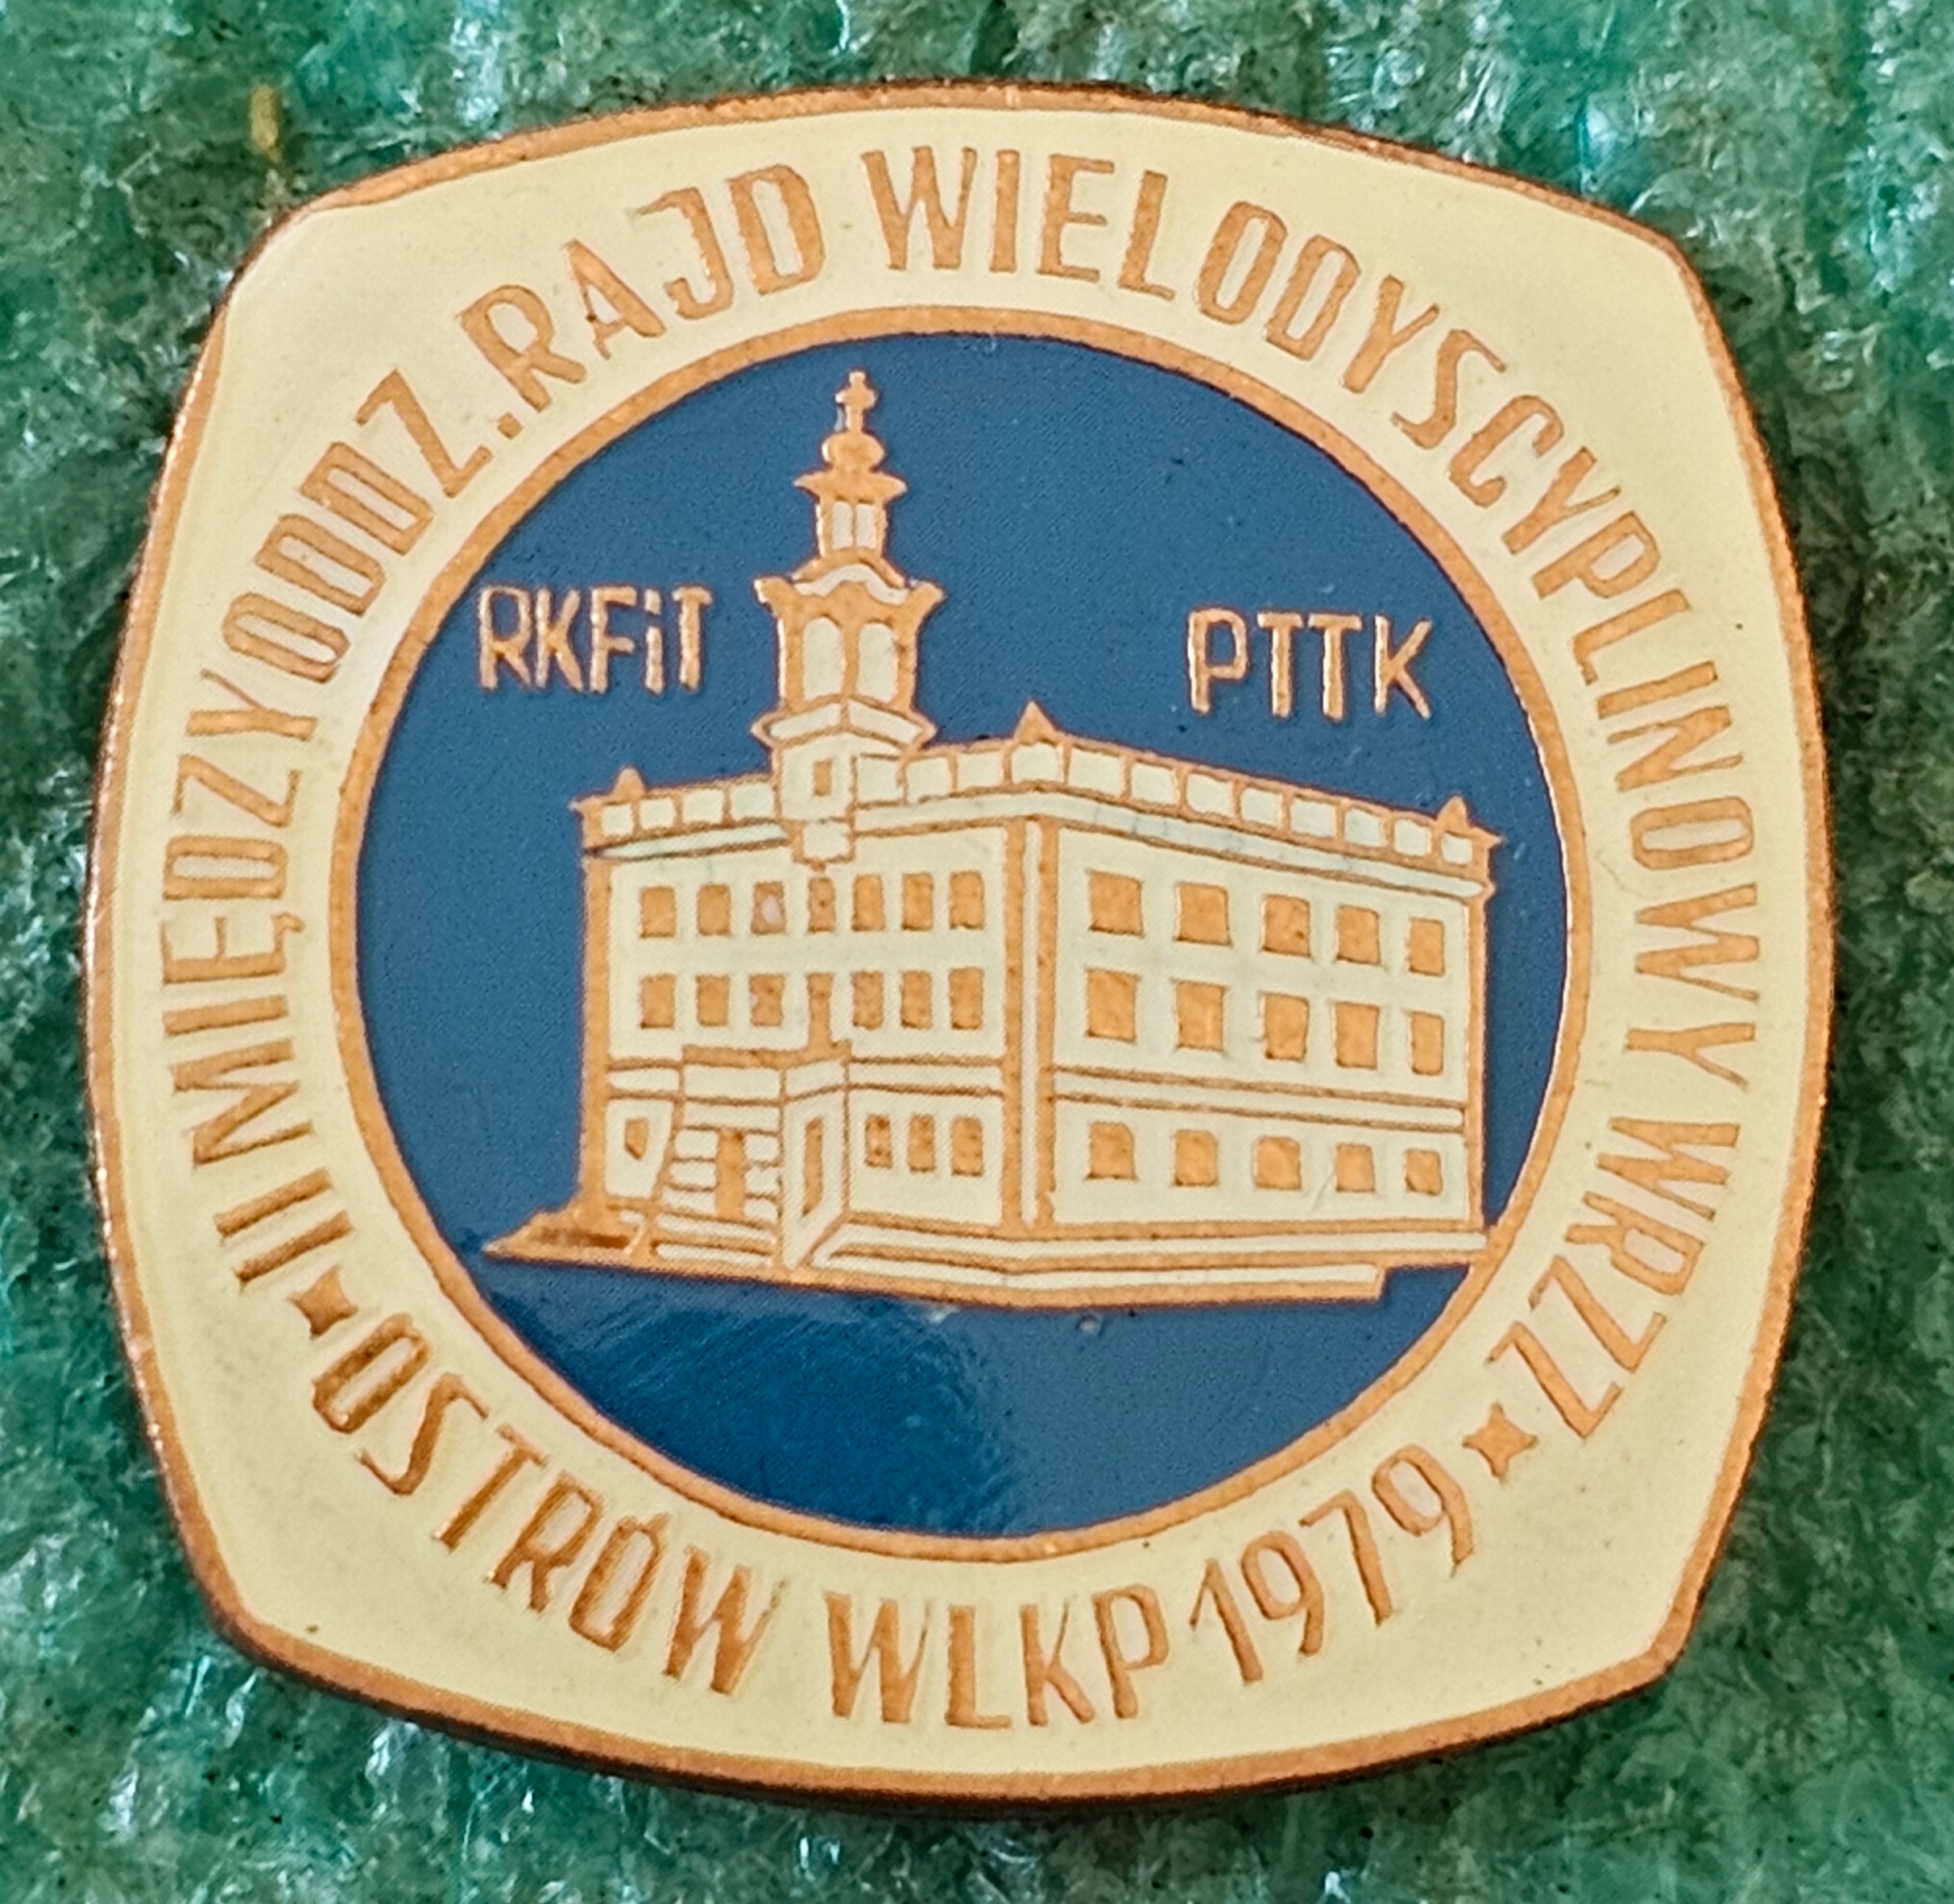 II MIĘDZYODDZ. RAJD WIELODYSCYPLINOWY WRZZ
RKFiT
PTTK
OSTRÓW WLKP 1979